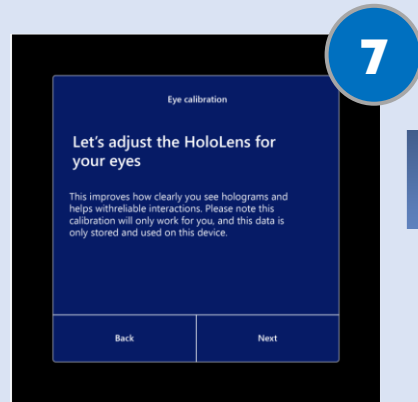 7
Eye calibration
Let's adjust the HoloLens for
your eyes
This improves how clearly you see holograms and
helps withreliable interactions. Please note this
calibration will only work for you, and this data is
only stored and used on this device.
Back
Next